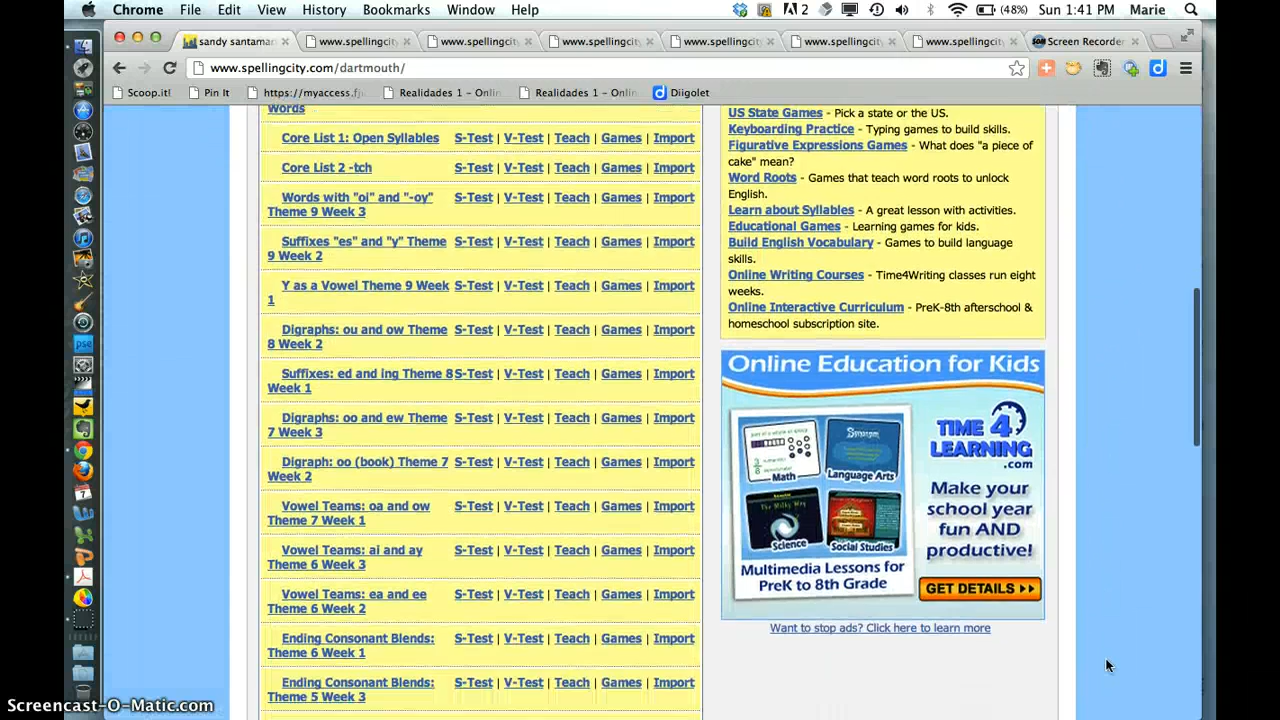 Chrome File Edit View History Bookmarks Window Help A 2 (48%) Sun 1:41 PM Marie
sandy santamar www.spellingcity www.spellingcity www.spellingcity www.spellingcity www.spellingcity www.spellingcity Screen Recorder
www.spellingcity.com/dartmouth/
Scoop.it! Pin It https://myaccess.fj Realidades 1 – Onlin Realidades 1 – Onlin Diigolet
Words
Core List 1: Open Syllables S-Test | V-Test | Teach | Games | Import
Core List 2 -tch S-Test | V-Test | Teach | Games | Import
Words with "oi" and "-oy" S-Test | V-Test | Teach | Games | Import
Theme 9 Week 3
Suffixes "es" and "y" Theme S-Test | V-Test | Teach | Games | Import
9 Week 2
Y as a Vowel Theme 9 Week S-Test | V-Test | Teach | Games | Import
1
Digraphs: ou and ow Theme S-Test | V-Test | Teach | Games | Import
8 Week 2
Suffixes: ed and ing Theme 8 S-Test | V-Test | Teach | Games | Import
Week 1
Digraphs: oo and ew Theme S-Test | V-Test | Teach | Games | Import
7 Week 3
Digraph: oo (book) Theme 7 S-Test | V-Test | Teach | Games | Import
Week 2
Vowel Teams: oa and ow S-Test | V-Test | Teach | Games | Import
Theme 7 Week 1
Vowel Teams: ai and ay S-Test | V-Test | Teach | Games | Import
Theme 6 Week 3
Vowel Teams: ea and ee S-Test | V-Test | Teach | Games | Import
Theme 6 Week 2
Ending Consonant Blends: S-Test | V-Test | Teach | Games | Import
Theme 6 Week 1
Ending Consonant Blends: S-Test | V-Test | Teach | Games | Import
Theme 5 Week 3
US State Games - Pick a state or the US.
Keyboarding Practice - Typing games to build skills.
Figurative Expressions Games - What does "a piece of
cake" mean?
Word Roots - Games that teach word roots to unlock
English.
Learn about Syllables - A great lesson with activities.
Educational Games - Learning games for kids.
Build English Vocabulary - Games to build language
skills.
Online Writing Courses - Time4Writing classes run eight
weeks.
Online Interactive Curriculum - PreK-8th afterschool &
homeschool subscription site.
Online Education for Kids
Math
Synonym
Language Arts
The Milky Way
Science
Social Studies
TIME 4
LEARNING
.com
Make your
school year
fun AND
productive!
Multimedia Lessons for
PreK to 8th Grade
GET DETAILS
Want to stop ads? Click here to learn more
pse
Screencast-O-Matic.com